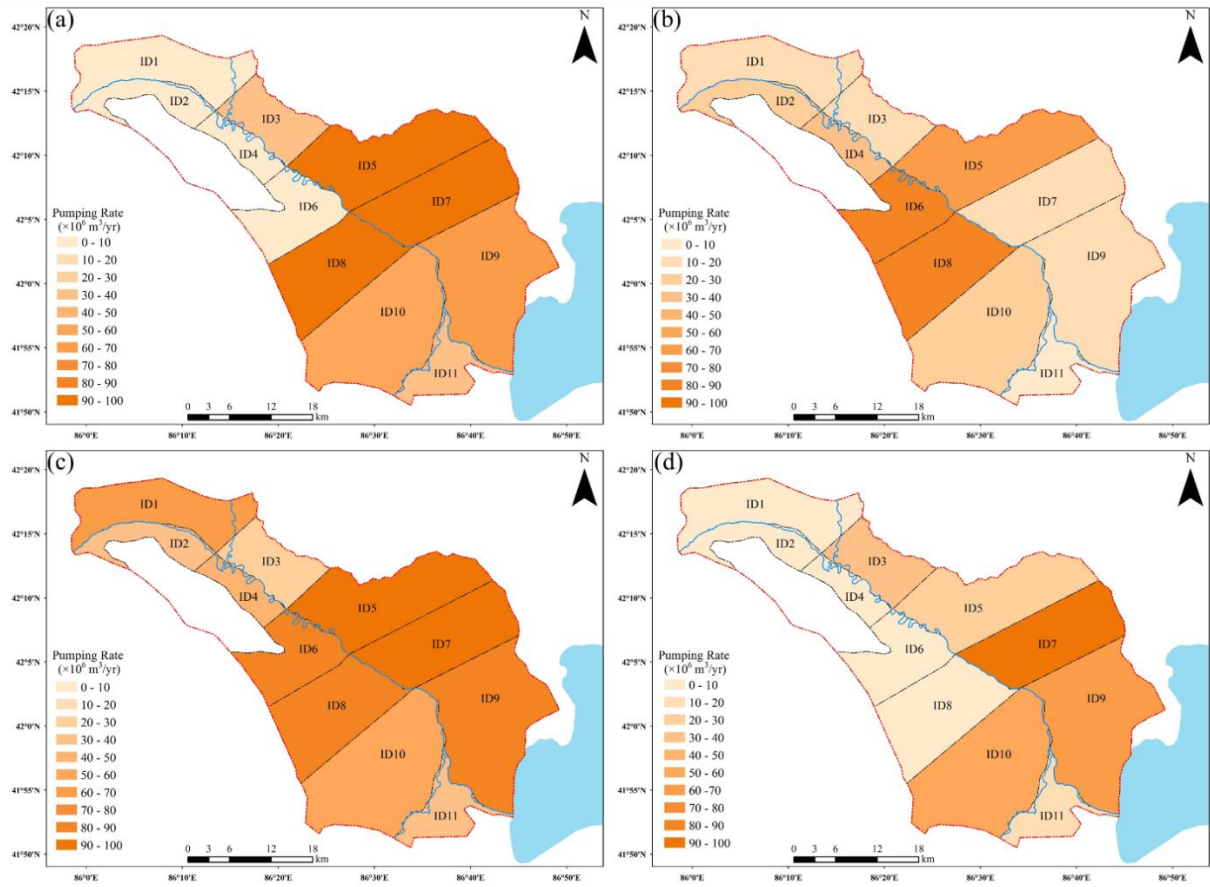 (a)
N
42°20'N
42°15'N
42°10'N
42°5'N
42°0'N
41°55'N
41°50'N
ID1
ID2
ID3
ID4
ID5
ID6
ID7
ID8
ID9
ID10
ID11
Pumping Rate
(×10⁶ m³/yr)
0 - 10
10 - 20
20 - 30
30 - 40
40 - 50
50 - 60
60 - 70
70 - 80
80 - 90
90 - 100
0 3 6 12 18
km
86°0'E 86°10'E 86°20'E 86°30'E 86°40'E 86°50'E
(b)
N
42°20'N
42°15'N
42°10'N
42°5'N
42°0'N
41°55'N
41°50'N
ID1
ID2
ID3
ID4
ID5
ID6
ID7
ID8
ID9
ID10
ID11
Pumping Rate
(×10⁶ m³/yr)
0 - 10
10 - 20
20 - 30
30 - 40
40 - 50
50 - 60
60 - 70
70 - 80
80 - 90
90 - 100
0 3 6 12 18
km
86°0'E 86°10'E 86°20'E 86°30'E 86°40'E 86°50'E
(c)
N
42°20'N
42°15'N
42°10'N
42°5'N
42°0'N
41°55'N
41°50'N
ID1
ID2
ID3
ID4
ID5
ID6
ID7
ID8
ID9
ID10
ID11
Pumping Rate
(×10⁶ m³/yr)
0 - 10
10 - 20
20 - 30
30 - 40
40 - 50
50 - 60
60 - 70
70 - 80
80 - 90
90 - 100
0 3 6 12 18
km
86°0'E 86°10'E 86°20'E 86°30'E 86°40'E 86°50'E
(d)
N
42°20'N
42°15'N
42°10'N
42°5'N
42°0'N
41°55'N
41°50'N
ID1
ID2
ID3
ID4
ID5
ID6
ID7
ID8
ID9
ID10
ID11
Pumping Rate
(×10⁶ m³/yr)
0 - 10
10 - 20
20 - 30
30 - 40
40 - 50
50 - 60
60 - 70
70 - 80
80 - 90
90 - 100
0 3 6 12 18
km
86°0'E 86°10'E 86°20'E 86°30'E 86°40'E 86°50'E